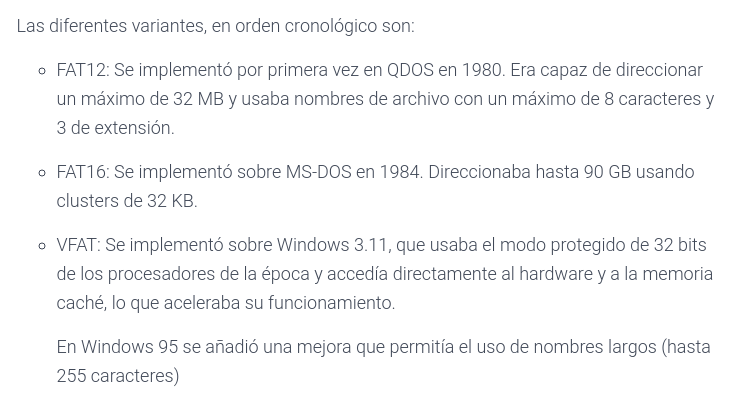 Las diferentes variantes, en orden cronológico son:
FAT12: Se implementó por primera vez en QDOS en 1980. Era capaz de direccionar
un máximo de 32 MB y usaba nombres de archivo con un máximo de 8 caracteres y
3 de extensión.
FAT16: Se implementó sobre MS-DOS en 1984. Direccionaba hasta 90 GB usando
clusters de 32 KB.
VFAT: Se implementó sobre Windows 3.11, que usaba el modo protegido de 32 bits
de los procesadores de la época y accedía directamente al hardware y a la memoria
caché, lo que aceleraba su funcionamiento.
En Windows 95 se añadió una mejora que permitía el uso de nombres largos (hasta
255 caracteres)